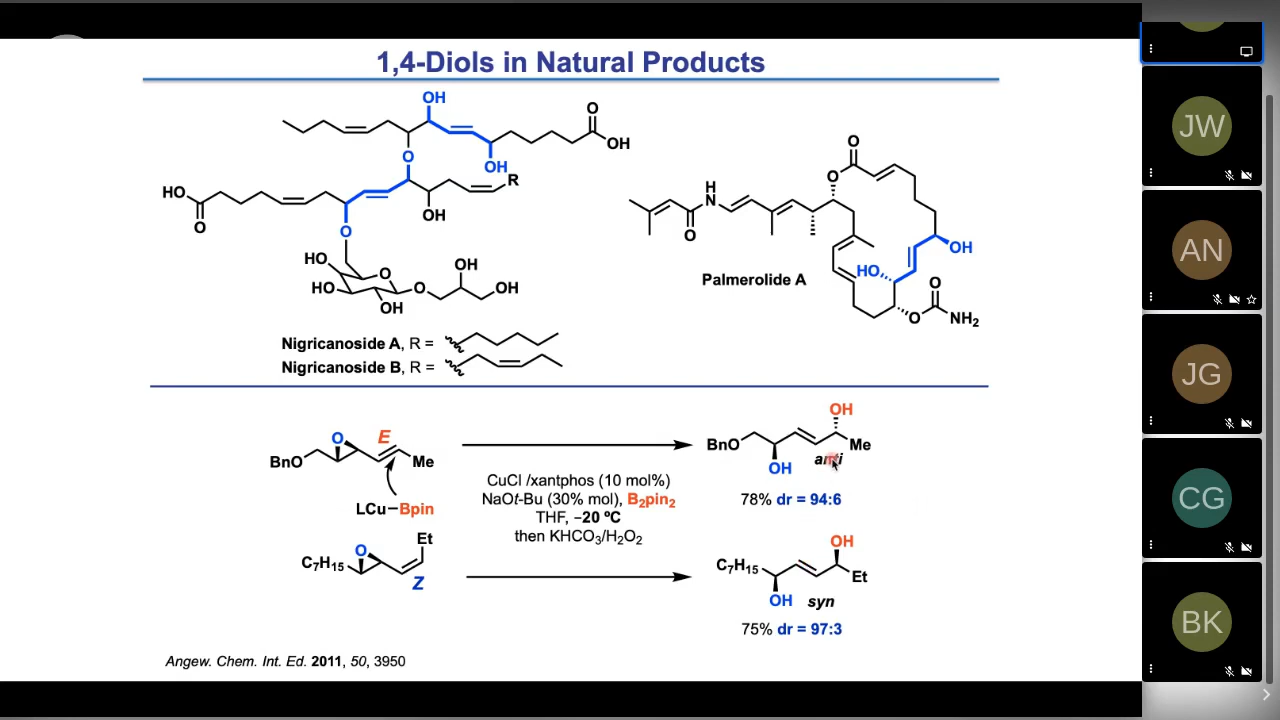 1,4-Diols in Natural Products
OH
O
OH
OH
O
HO
O
R
OH
O
HO
O
HO
OH
O
OH
OH
Nigricanoside A, R =
Nigricanoside B, R =
O
O
H
N
O
OH
HO
O
O
NH2
Palmerolide A
BnO
O
E
Me
LCu–Bpin
CuCl /xantphos (10 mol%)
NaOt-Bu (30% mol), B2pin2
THF, –20 ºC
then KHCO3/H2O2
BnO
OH
OH
Me
anti
78% dr = 94:6
C7H15
O
Et
Z
C7H15
OH
OH
Et
syn
75% dr = 97:3
Angew. Chem. Int. Ed. 2011, 50, 3950
JW
AN
JG
CG
BK